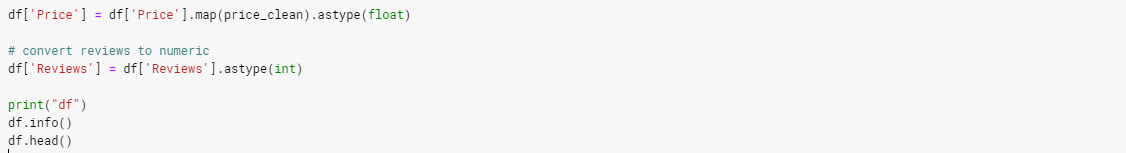 df['Price'] = df['Price'].map(price_clean).astype(float)
# convert reviews to numeric
df['Reviews'] = df['Reviews'].astype(int)
print("df")
df.info()
df.head()